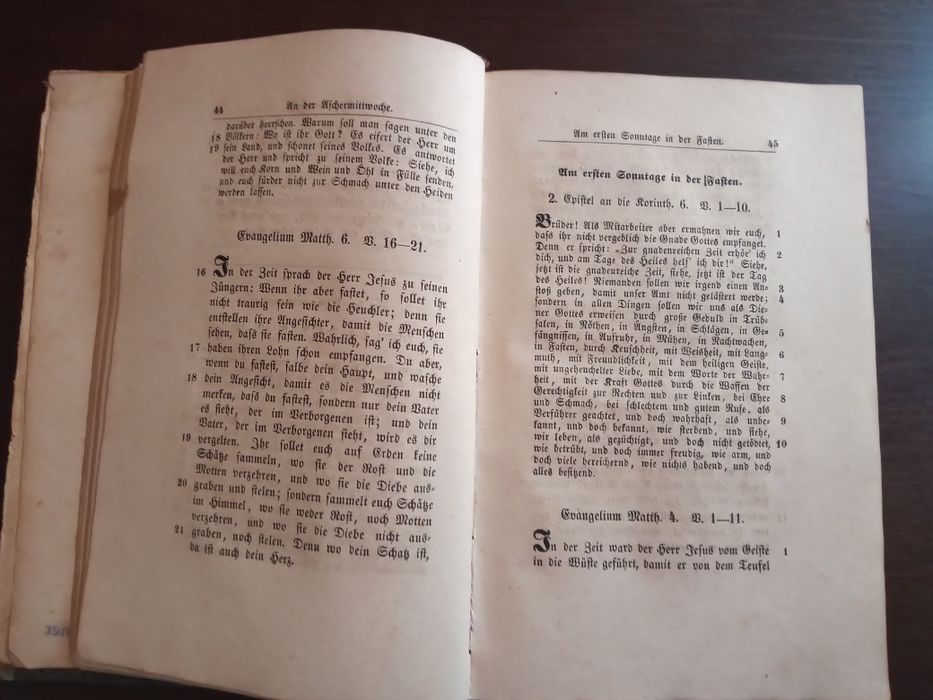 44
An der Aschermittwoche.
darüber herrschen. Warum soll man sagen unter den
18 Völkern: Wo ist ihr Gott? Es eifert der Herr um
19 sein Land, und schonet seines Volkes. Es antwortet
der Herr und spricht zu seinem Volke: Siehe, ich
will euch Korn und Wein und Öhl in Fülle senden,
und euch fürder nicht zur Schmach unter den Heiden
werden lassen.
Evangelium Matth. 6. V. 16—21.
16 In der Zeit sprach der Herr Jesus zu seinen
Jüngern: Wenn ihr aber fastet, so sollet ihr
nicht traurig sein wie die Heuchler; denn sie
entstellen ihre Angesichter, damit die Menschen
sehen, dass sie fasten. Wahrlich, sag' ich euch, sie
17 haben ihren Lohn schon empfangen. Du aber,
wenn du fastest, salbe dein Haupt, und wasche
18 dein Angesicht, damit es die Menschen nicht
merken, daß du fastest, sondern nur dein Vater
es sieht, der im Verborgenen ist; und dein
Vater, der im Verborgenen sieht, wird es dir
19 vergelten. Ihr sollet euch auf Erden keine
Schätze sammeln, wo sie der Rost und die
Motten verzehren, und wo sie die Diebe aus-
20 graben und stelen; sondern sammelt euch Schätze
im Himmel, wo sie weder Rost, noch Motten
verzehren, und wo sie die Diebe nicht aus-
21 graben, noch stelen. Denn wo dein Schatz ist,
da ist auch dein Herz.
Am ersten Sonntage in der Fasten.
45
Am ersten Sonntage in der Fasten.
2. Epistel an die Korinth. 6. V. 1—10.
Brüder! Als Mitarbeiter aber ermahnen wir euch, 1
daß ihr nicht vergeblich die Gnade Gottes empfanget.
Denn er spricht: „Zur gnadenreichen Zeit erhör' ich 2
dich, und am Tage des Heiles helf' ich dir!" Siehe,
jetzt ist die gnadenreiche Zeit, siehe, jetzt ist der Tag
des Heiles! Niemanden sollen wir irgend einen An- 3
stoß geben, damit unser Amt nicht gelästert werde; 4
sondern in allen Dingen sollen wir uns als Die-
ner Gottes erweisen durch große Geduld in Trüb-
salen, in Nöthen, in Ängsten, in Schlägen, in Ge- 5
fängnissen, in Aufruhr, in Mühen, in Nachtwachen,
in Fasten, durch Keuschheit, mit Weisheit, mit Lang- 6
muth, mit Freundlichkeit, mit dem heiligen Geiste,
mit ungeheuchelter Liebe, mit dem Worte der Wahr- 7
heit, mit der Kraft Gottes durch die Waffen der
Gerechtigkeit zur Rechten und zur Linken, bei Ehre 8
und Schmach, bei schlechtem und gutem Rufe, als
Verführer geachtet, und doch wahrhaft, als unbe- 9
kannt, und doch bekannt, wie sterbend, und siehe,
wir leben, als gezüchtigt, und doch nicht getödtet, 10
wie betrübt, und doch immer freudig, wie arm, und
doch viele bereichernd, wie nichts habend, und doch
alles besitzend.
Evangelium Matth. 4. V. 1—11.
In der Zeit ward der Herr Jesus vom Geiste 1
in die Wüste geführt, damit er von dem Teufel